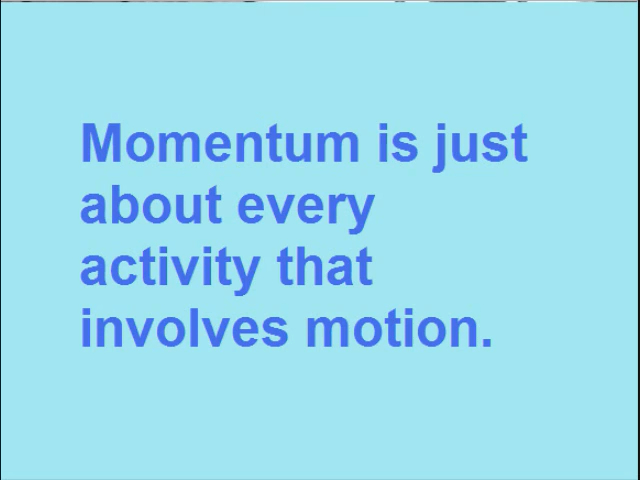 Momentum is just
about every
activity that
involves motion.